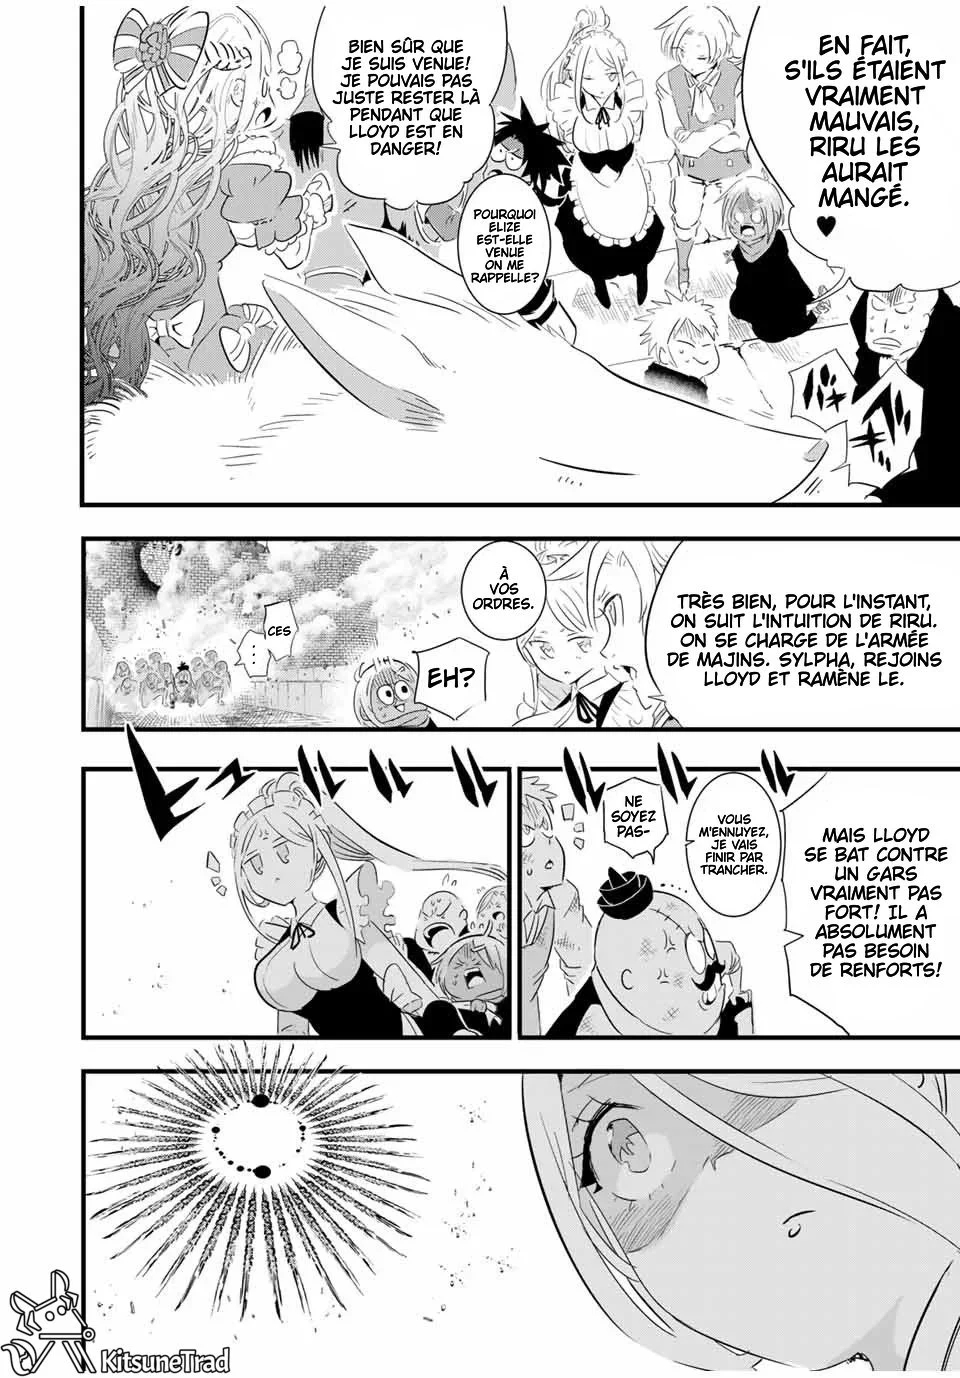 EN FAIT,
S'ILS ÉTAIENT
VRAIMENT
MAUVAIS,
RIRU LES
AURAIT
MANGÉ.
♥
BIEN SÛR QUE
JE SUIS VENUE!
JE POUVAIS PAS
JUSTE RESTER LÀ
PENDANT QUE
LLOYD EST EN
DANGER!
POURQUOI
ELIZE
EST-ELLE
VENUE
ON ME
RAPPELLE?
TRÈS BIEN, POUR L'INSTANT,
ON SUIT L'INTUITION DE RIRU.
ON SE CHARGE DE L'ARMÉE
DE MAJINS. SYLPHA, REJOINS
LLOYD ET RAMÈNE LE.
À
VOS
ORDRES.
EH?
CES
...
MAIS LLOYD
SE BAT CONTRE
UN GARS
VRAIMENT PAS
FORT! IL A
ABSOLUMENT
PAS BESOIN
DE RENFORTS!
VOUS
M'ENNUYEZ,
JE VAIS
FINIR PAR
TRANCHER.
NE
SOYEZ
PAS-
KitsuneTrad